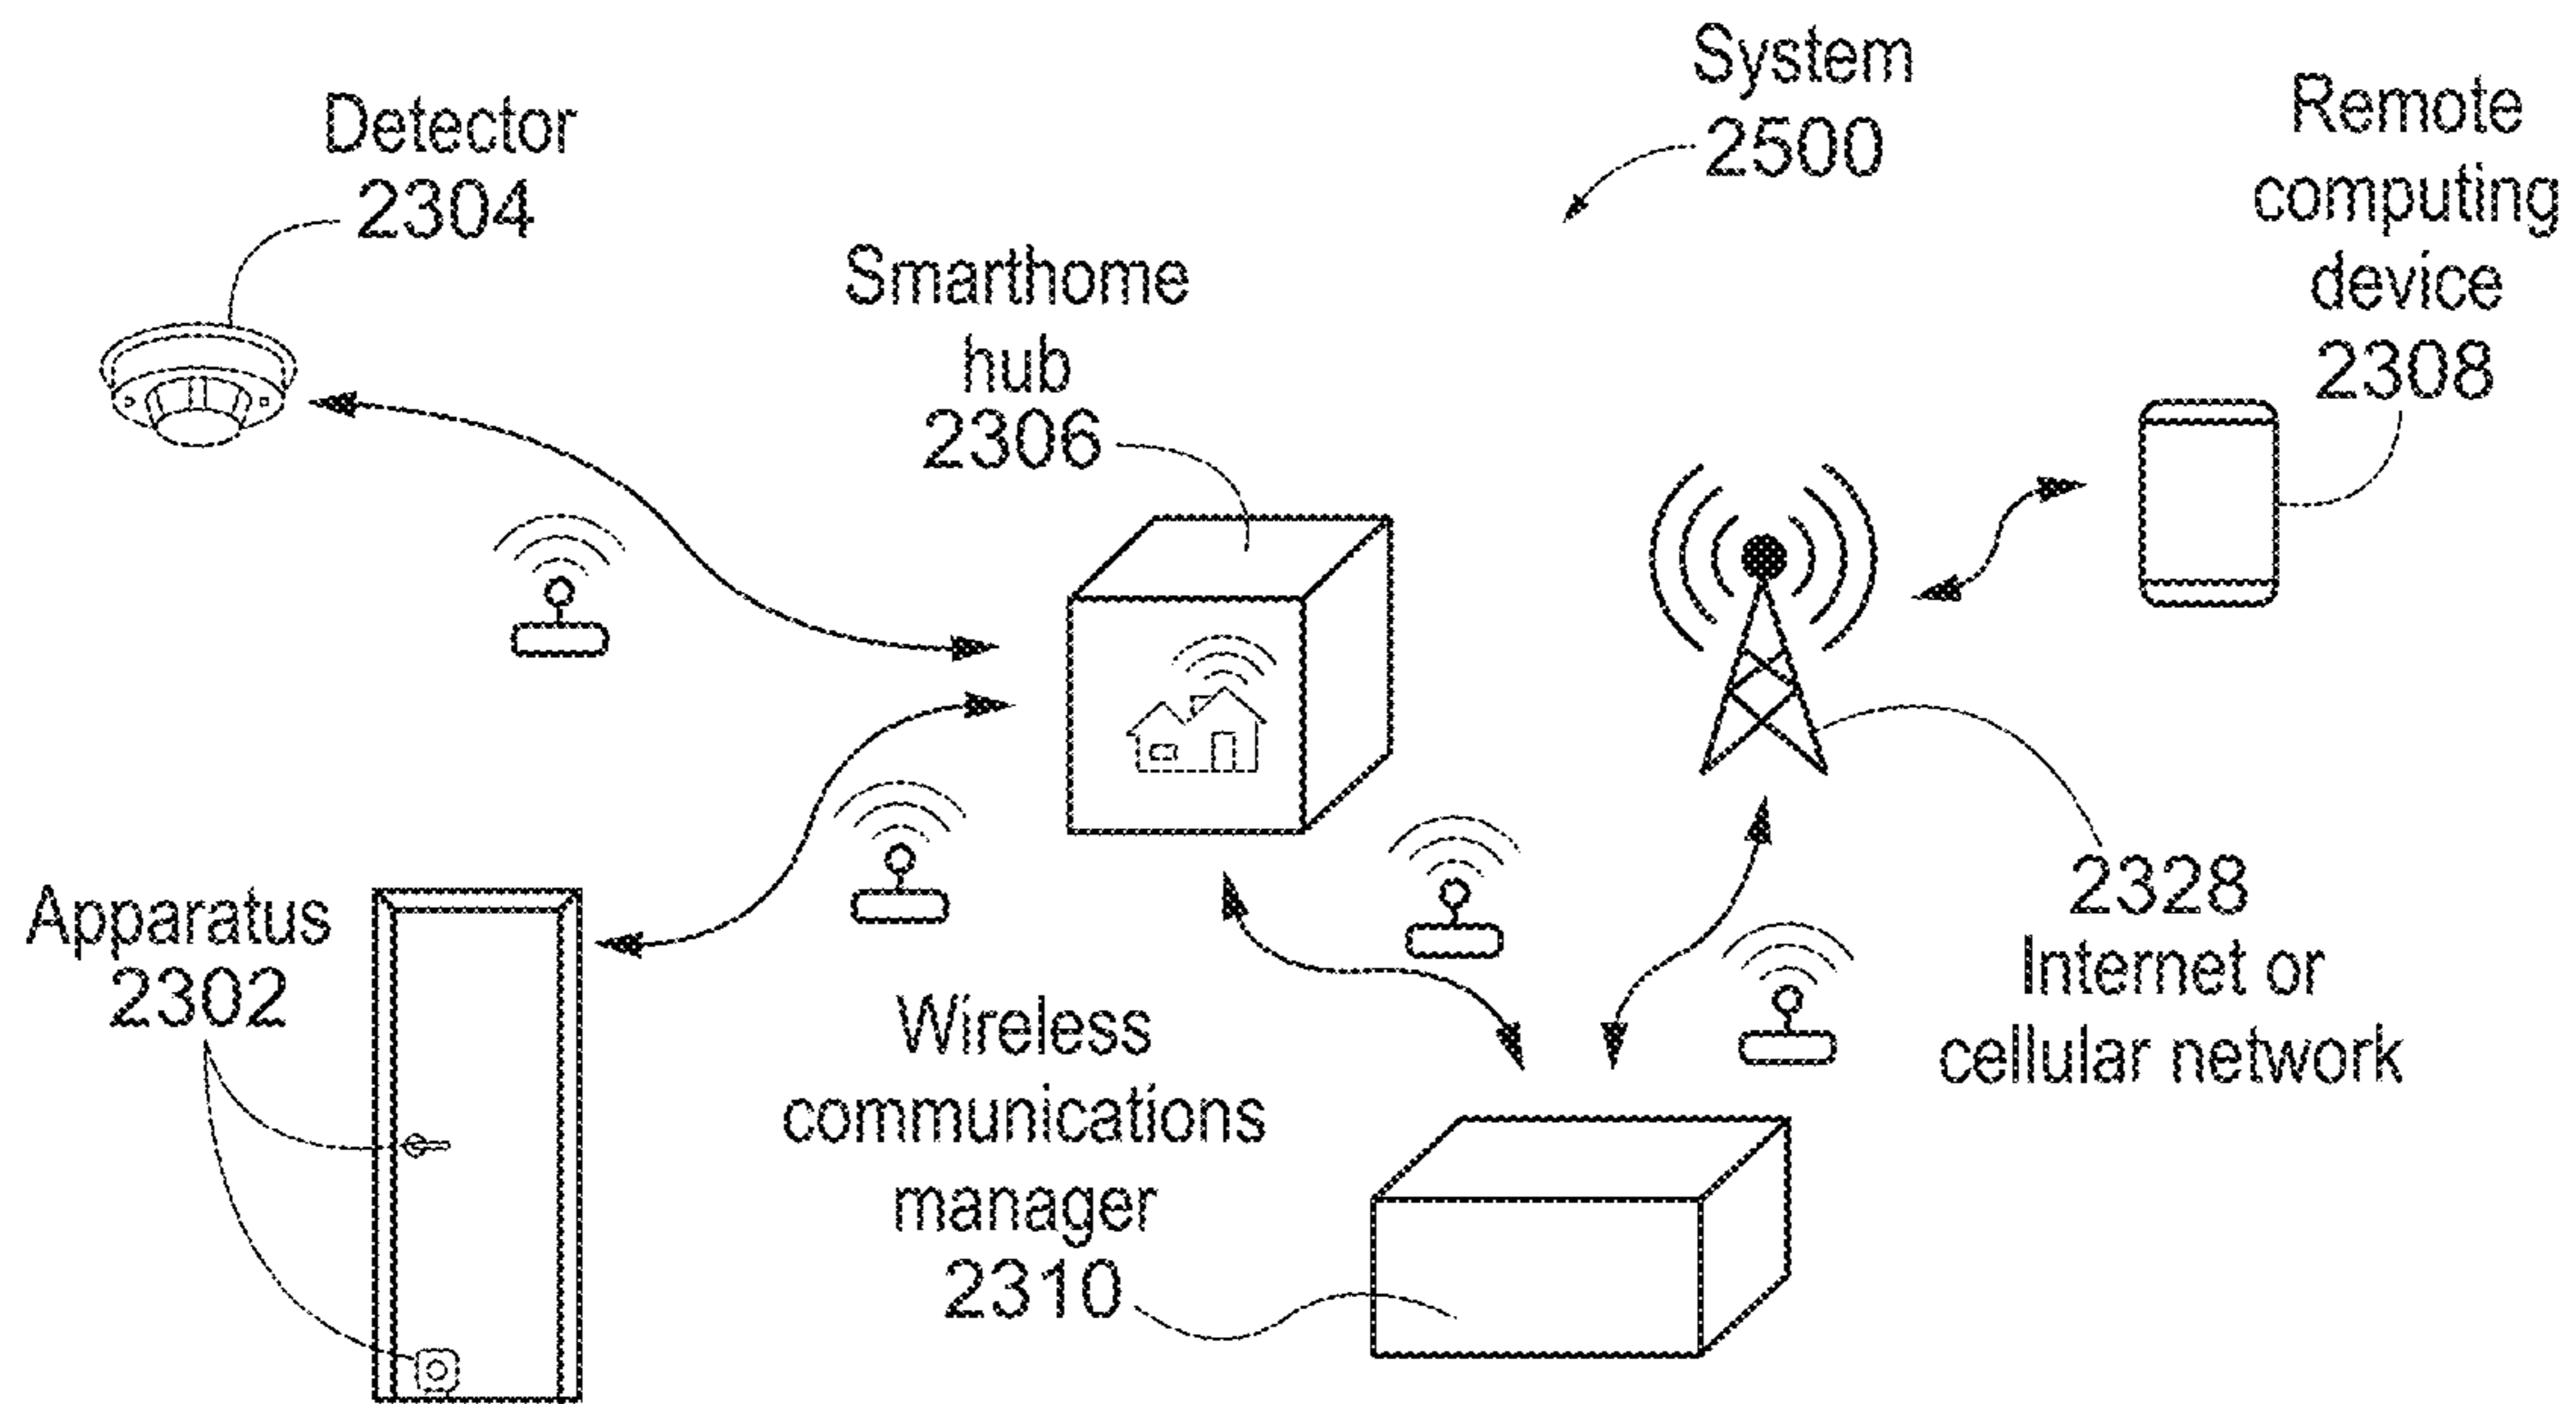 System
2500
Detector
2304
Remote
computing
device
2308
Smarthome
hub
2306
Apparatus
2302
Wireless
communications
manager
2310
2328
Internet or
cellular network